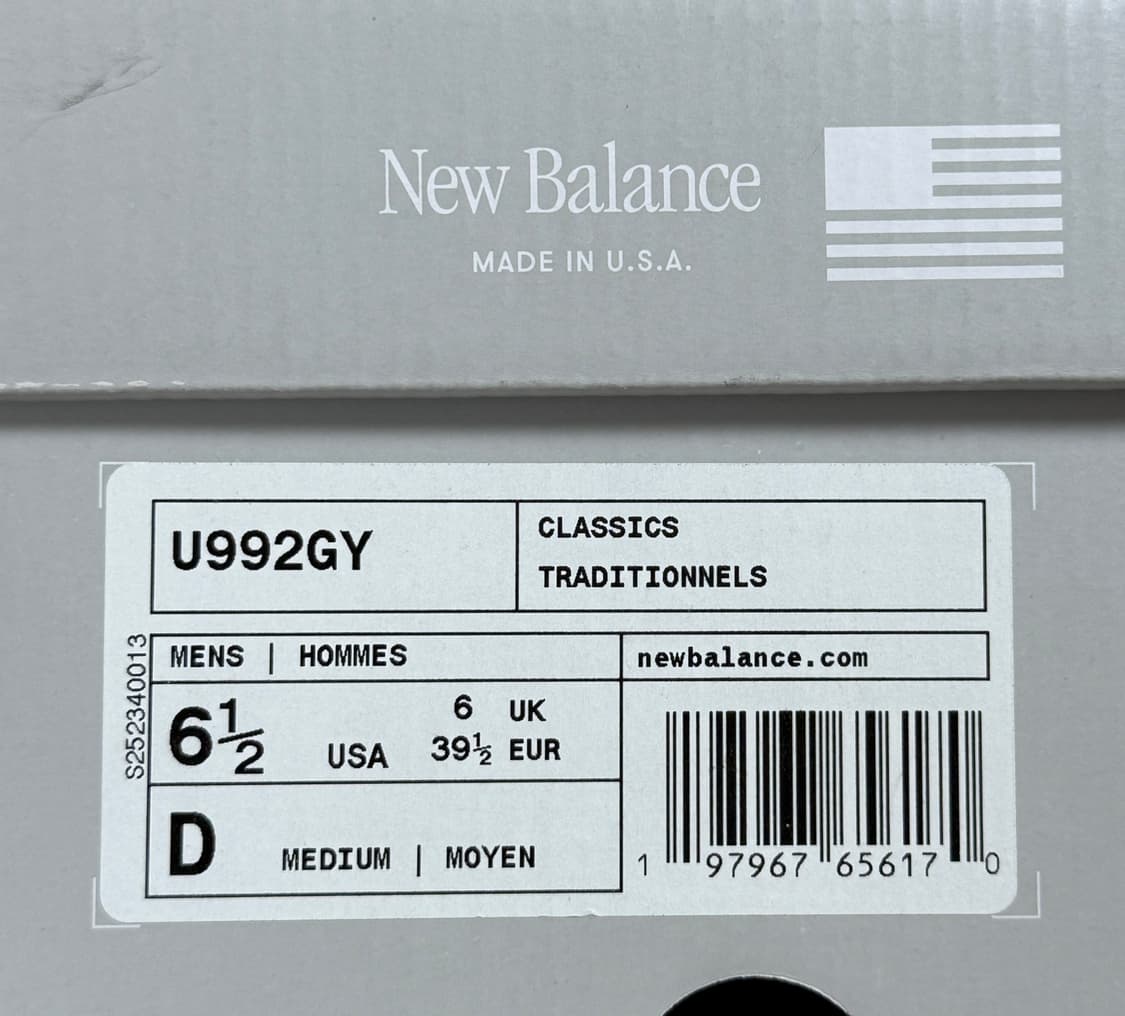 New Balance
MADE IN U.S.A.
U992GY
CLASSICS
TRADITIONNELS
S252340013
MENS | HOMMES
newbalance.com
6½ USA
6 UK
39½ EUR
D MEDIUM | MOYEN
1 97967 65617 0